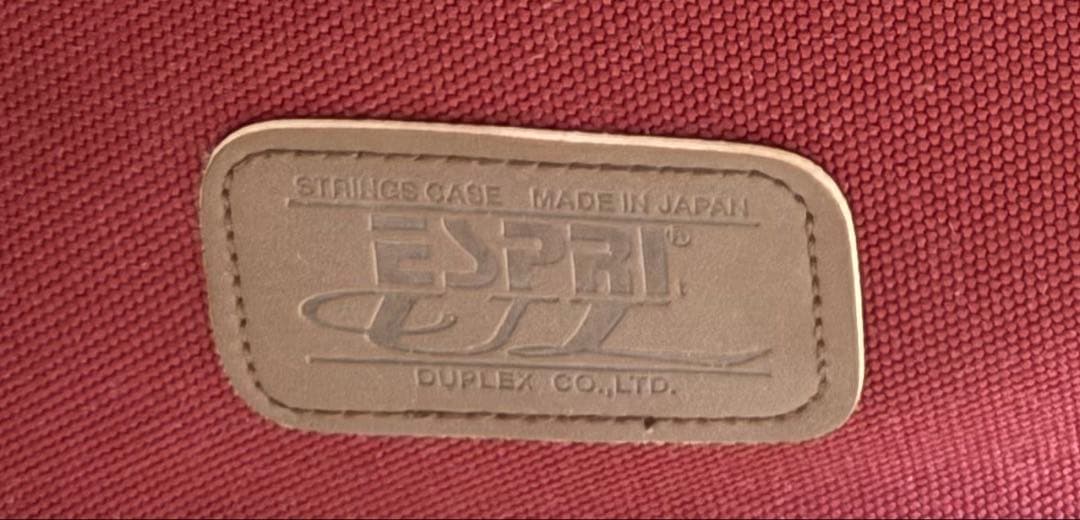 STRINGS CASE MADE IN JAPAN
ESPRI®
DUPLEX CO.,LTD.